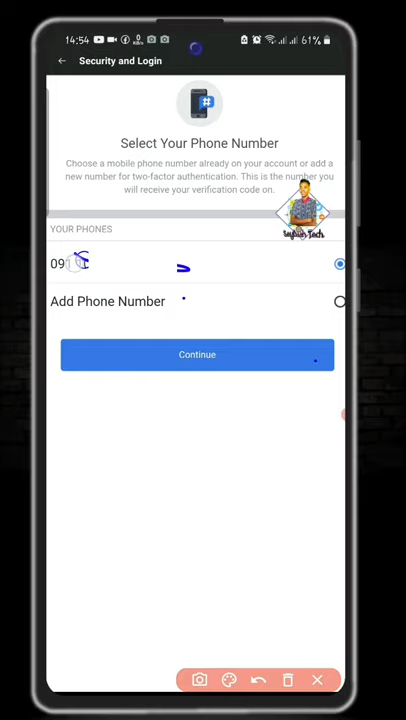 14:54 61%
Security and Login
Select Your Phone Number
Choose a mobile phone number already on your account or add
new number for two-factor authentication. This is the number you
will receive your verification code on.
YOUR PHONES
09
Add Phone Number
Continue